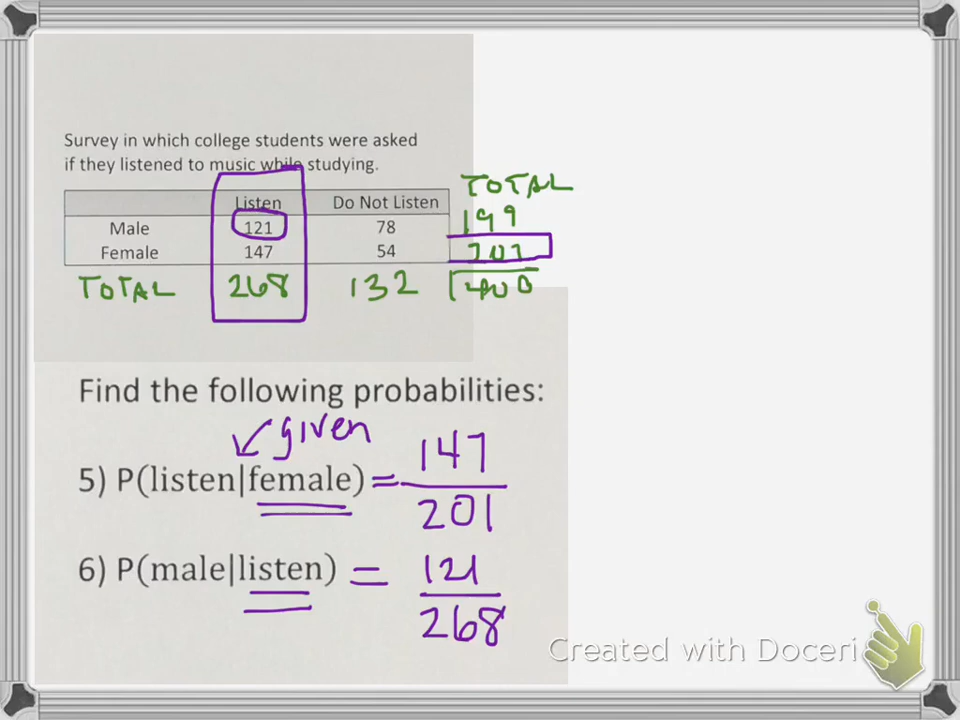 Survey in which college students were asked
if they listened to music while studying.
TOTAL
Listen Do Not Listen
Male 121 78 199
Female 147 54 201
TOTAL 268 132 400
Find the following probabilities:
given
5) P(listen|female) = 147/201
6) P(male|listen) = 121/268
Created with Doceri